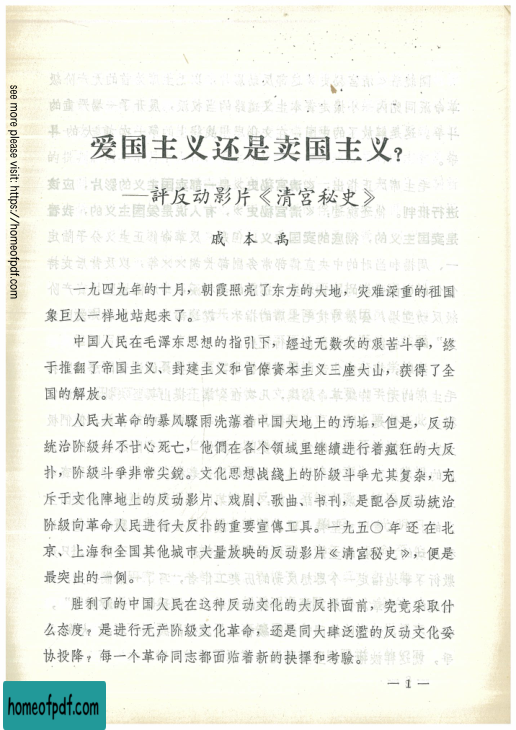 爱国主义还是卖国主义？
——評反动影片《清宮秘史》
戚本禹
一九四九年的十月，朝霞照亮了东方的大地，灾难深重的祖国
象巨人一样地站起来了。
中国人民在毛澤东思想的指引下，經过无数次的艰苦斗爭，終
于推翻了帝国主义、封建主义和官僚資本主义三座大山，获得了全
国的解放。
人民大革命的暴风驟雨洗荡着中国大地上的污垢，但是，反动
統治阶級幷不甘心死亡，他們在各个領域里继續进行着瘋狂的大反
扑，阶級斗爭非常尖銳。文化思想战綫上的阶級斗爭尤其复杂，充
斥于文化陣地上的反动影片、戏剧、歌曲、书刊，是配合反动統治
阶級向革命人民进行大反扑的重要宣傳工具。一九五〇年还在北
京、上海和全国其他城市大量放映的反动影片《清宮秘史》，便是
最突出的一例。
胜利了的中国人民在这种反动文化的大反扑面前，究竟采取什
么态度？是进行无产阶級文化革命，还是同大肆泛滥的反动文化妥
协投降？每一个革命同志都面临着新的抉擇和考驗。
— 1 —
see more please visit: https://homeofpdf.com
homeofpdf.com